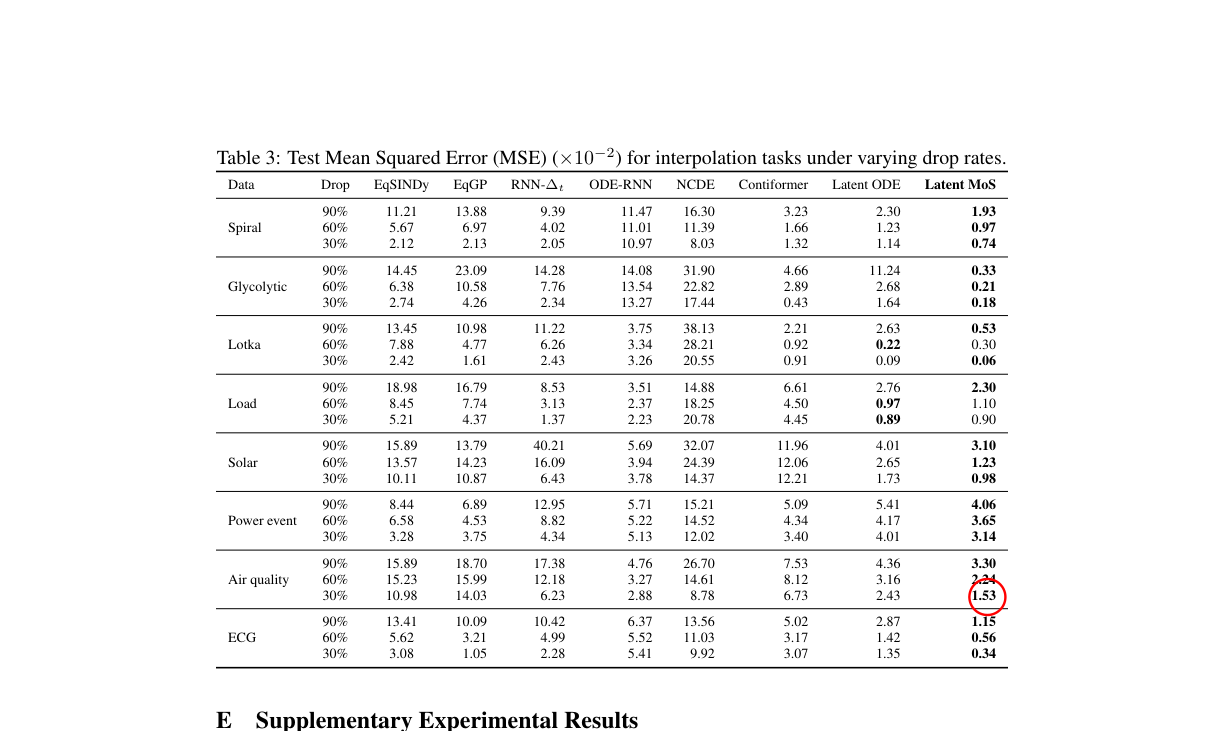 Table 3: Test Mean Squared Error (MSE) (×10⁻²) for interpolation tasks under varying drop rates.
Data Drop EqSINDy EqGP RNN-Δt ODE-RNN NCDE Contiformer Latent ODE Latent MoS
90% 11.21 13.88 9.39 11.47 16.30 3.23 2.30 1.93
Spiral 60% 5.67 6.97 4.02 11.01 11.39 1.66 1.23 0.97
30% 2.12 2.13 2.05 10.97 8.03 1.32 1.14 0.74
90% 14.45 23.09 14.28 14.08 31.90 4.66 11.24 0.33
Glycolytic 60% 6.38 10.58 7.76 13.54 22.82 2.89 2.68 0.21
30% 2.74 4.26 2.34 13.27 17.44 0.43 1.64 0.18
90% 13.45 10.98 11.22 3.75 38.13 2.21 2.63 0.53
Lotka 60% 7.88 4.77 6.26 3.34 28.21 0.92 0.22 0.30
30% 2.42 1.61 2.43 3.26 20.55 0.91 0.09 0.06
90% 18.98 16.79 8.53 3.51 14.88 6.61 2.76 2.30
Load 60% 8.45 7.74 3.13 2.37 18.25 4.50 0.97 1.10
30% 5.21 4.37 1.37 2.23 20.78 4.45 0.89 0.90
90% 15.89 13.79 40.21 5.69 32.07 11.96 4.01 3.10
Solar 60% 13.57 14.23 16.09 3.94 24.39 12.06 2.65 1.23
30% 10.11 10.87 6.43 3.78 14.37 12.21 1.73 0.98
90% 8.44 6.89 12.95 5.71 15.21 5.09 5.41 4.06
Power event 60% 6.58 4.53 8.82 5.22 14.52 4.34 4.17 3.65
30% 3.28 3.75 4.34 5.13 12.02 3.40 4.01 3.14
90% 15.89 18.70 17.38 4.76 26.70 7.53 4.36 3.30
Air quality 60% 15.23 15.99 12.18 3.27 14.61 8.12 3.16 2.24
30% 10.98 14.03 6.23 2.88 8.78 6.73 2.43 1.53
90% 13.41 10.09 10.42 6.37 13.56 5.02 2.87 1.15
ECG 60% 5.62 3.21 4.99 5.52 11.03 3.17 1.42 0.56
30% 3.08 1.05 2.28 5.41 9.92 3.07 1.35 0.34
E Supplementary Experimental Results